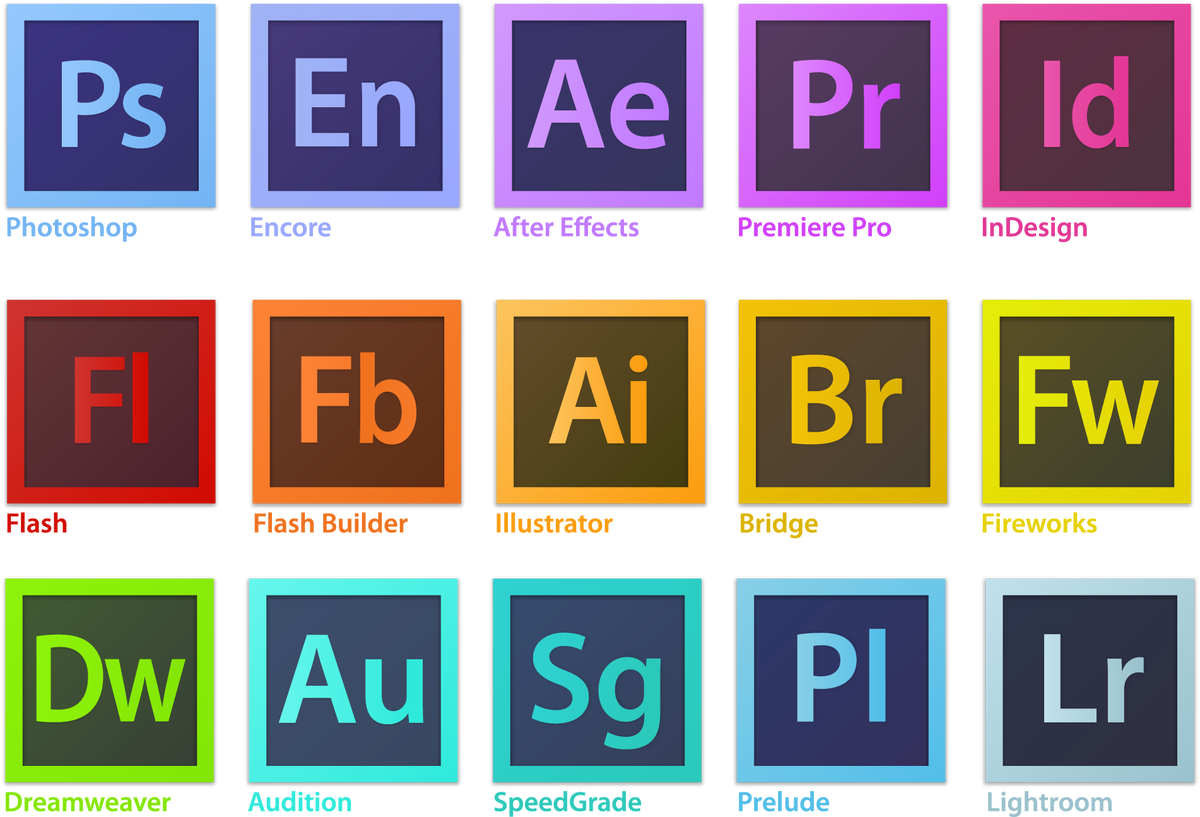 Ps En Ae Pr Id
Photoshop Encore After Effects Premiere Pro InDesign
Fl Fb Ai Br Fw
Flash Flash Builder Illustrator Bridge Fireworks
Dw Au Sg Pl Lr
Dreamweaver Audition SpeedGrade Prelude Lightroom